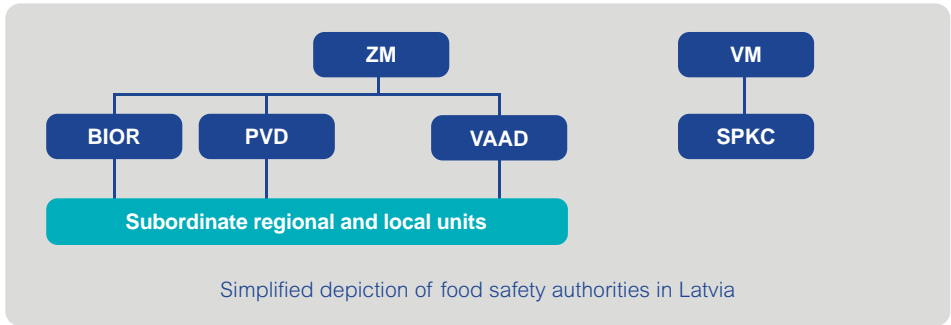 ZM
VM
BIOR
PVD
VAAD
SPKC
Subordinate regional and local units
Simplified depiction of food safety authorities in Latvia